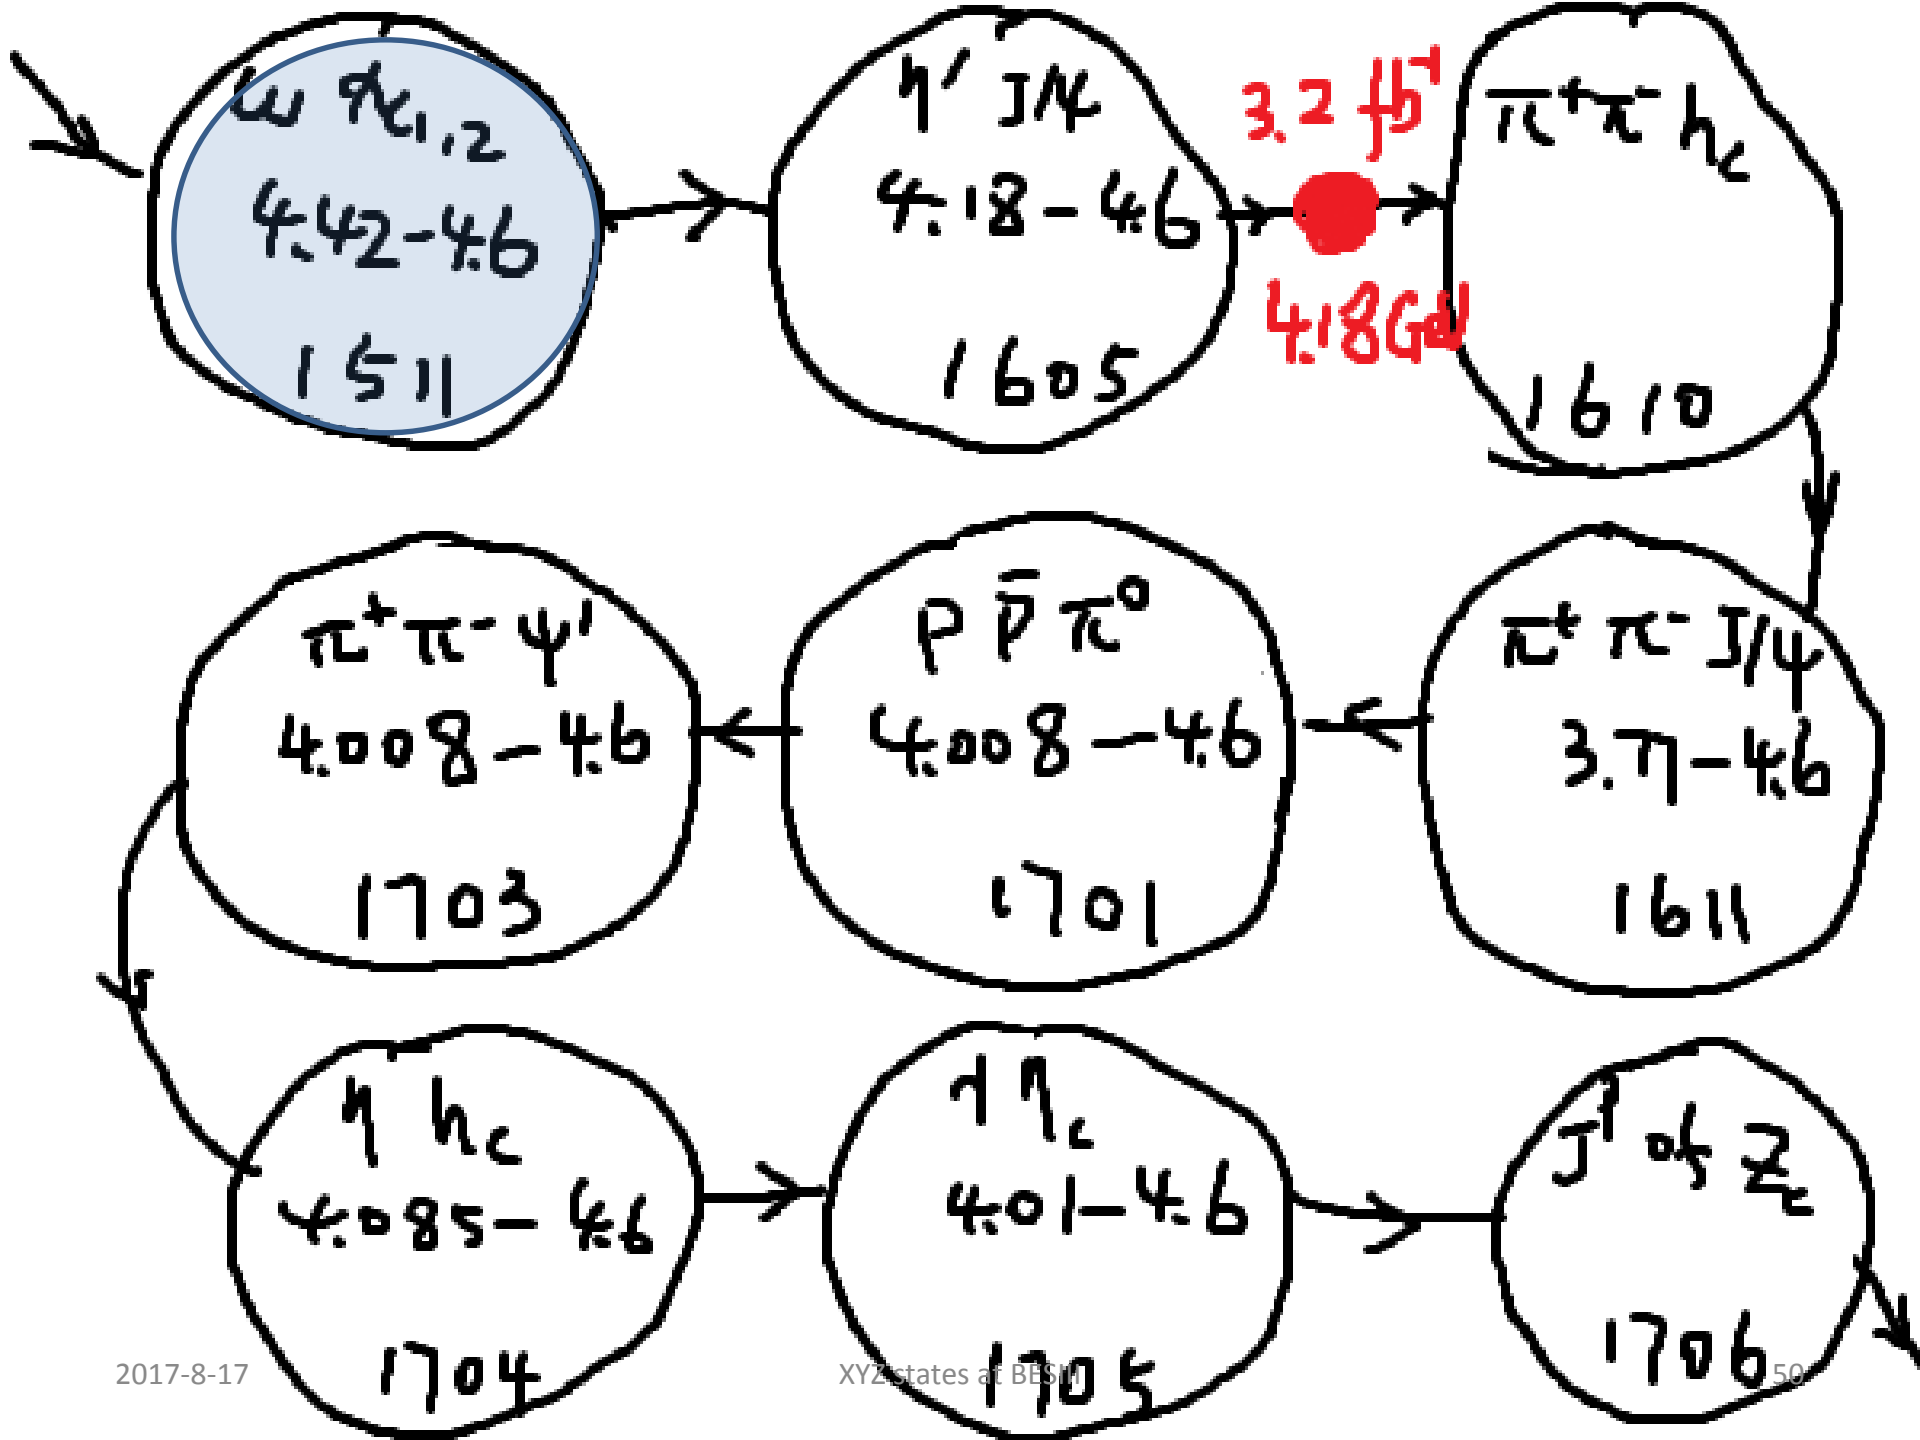 ω χc1,2
4.42-4.6
1511
η′ J/ψ
4.18-4.6
1605
3.2 fb⁻¹
4.18GeV
π⁺π⁻ hc
1610
π⁺ π⁻ J/ψ
3.77-4.6
1611
p p̄ π⁰
4.008-4.6
1701
π⁺ π⁻ ψ'
4.008-4.6
1703
η hc
4.085-4.6
1704
γ ηc
4.01-4.6
1705
Jᴾ of Zc
1706
2017-8-17
XYZ states at BESIII
50